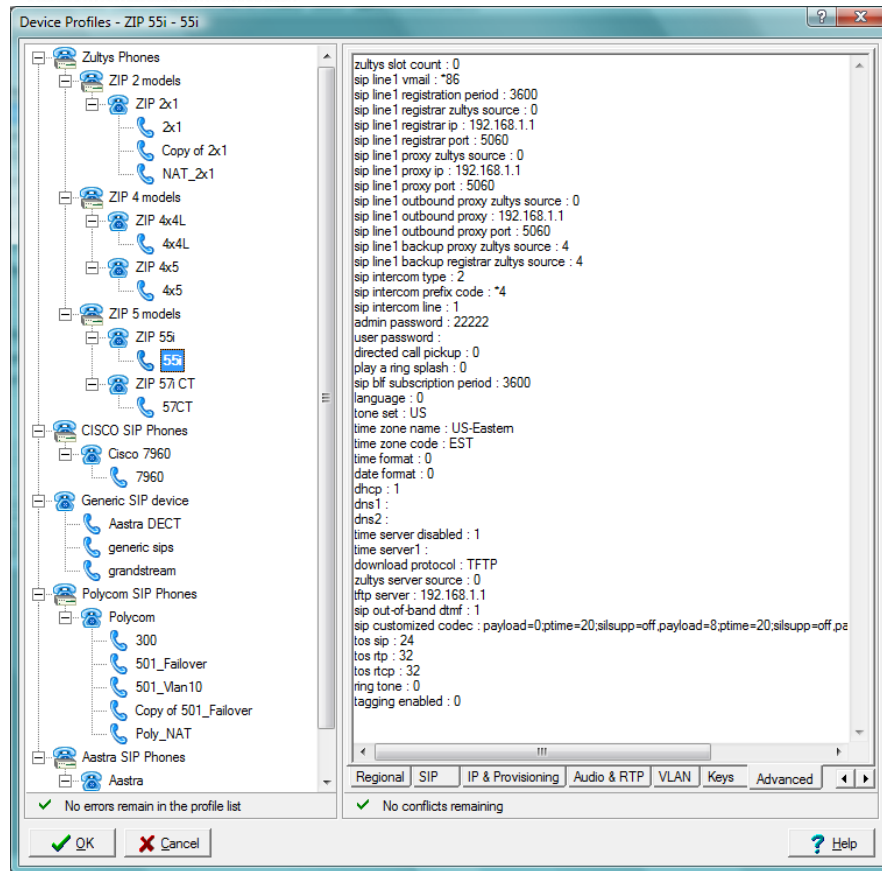 Device Profiles - ZIP 55i - 55i
Zultys Phones
ZIP 2 models
ZIP 2x1
2x1
Copy of 2x1
NAT_2x1
ZIP 4 models
ZIP 4x4L
4x4L
ZIP 4x5
4x5
ZIP 5 models
ZIP 55i
55i
ZIP 57i CT
57CT
CISCO SIP Phones
Cisco 7960
7960
Generic SIP device
Aastra DECT
generic sips
grandstream
Polycom SIP Phones
Polycom
300
501_Failover
501_Vlan10
Copy of 501_Failover
Poly_NAT
Aastra SIP Phones
Aastra
No errors remain in the profile list
zultys slot count : 0
sip line1 vmail : *86
sip line1 registration period : 3600
sip line1 registrar zultys source : 0
sip line1 registrar ip : 192.168.1.1
sip line1 registrar port : 5060
sip line1 proxy zultys source : 0
sip line1 proxy ip : 192.168.1.1
sip line1 proxy port : 5060
sip line1 outbound proxy zultys source : 0
sip line1 outbound proxy : 192.168.1.1
sip line1 outbound proxy port : 5060
sip line1 backup proxy zultys source : 4
sip line1 backup registrar zultys source : 4
sip intercom type : 2
sip intercom prefix code : *4
sip intercom line : 1
admin password : 22222
user password :
directed call pickup : 0
play a ring splash : 0
sip blf subscription period : 3600
language : 0
tone set : US
time zone name : US-Eastern
time zone code : EST
time format : 0
date format : 0
dhcp : 1
dns1 :
dns2 :
time server disabled : 1
time server1 :
download protocol : TFTP
zultys server source : 0
tftp server : 192.168.1.1
sip out-of-band dtmf : 1
sip customized codec : payload=0;ptime=20;silsupp=off,payload=8;ptime=20;silsupp=off,pa
tos sip : 24
tos rtp : 32
tos rtcp : 32
ring tone : 0
tagging enabled : 0
Regional SIP IP & Provisioning Audio & RTP VLAN Keys Advanced
No conflicts remaining
OK Cancel ? Help